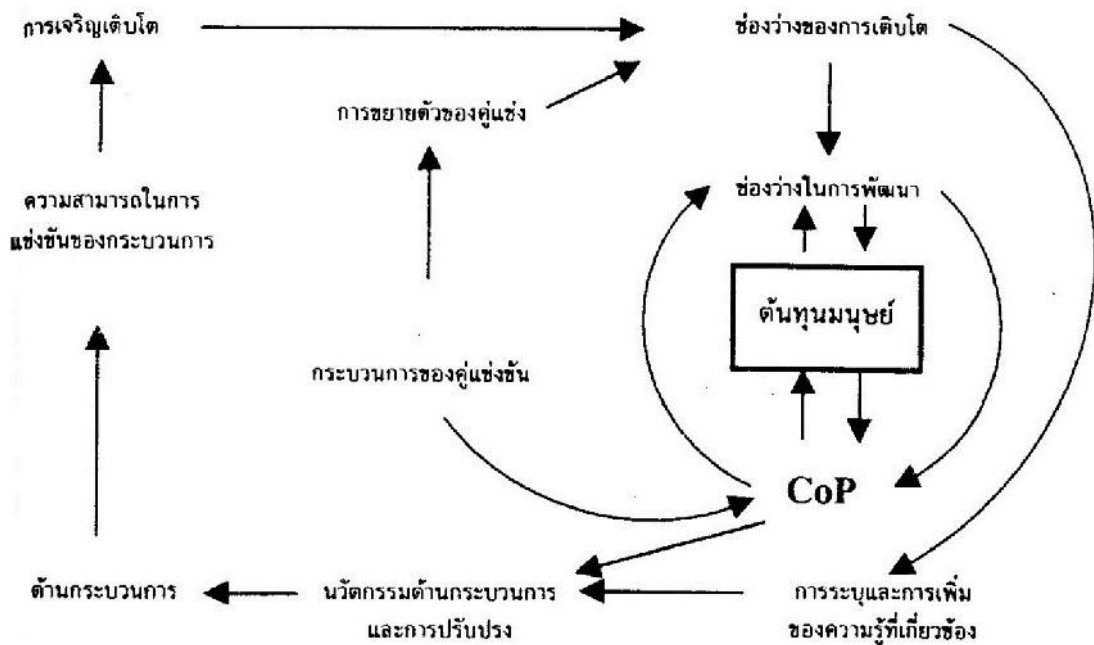 การเจริญเติบโต
ช่องว่างของการเติบโต
การขยายตัวของคู่แข่ง
ช่องว่างในการพัฒนา
ความสามารถในการ
แข่งขันของกระบวนการ
ต้นทุนมนุษย์
กระบวนการของคู่แข่งขัน
CoP
ด้านกระบวนการ
นวัตกรรมด้านกระบวนการ
และการปรับปรง
การระบุและการเพิ่ม
ของความรู้ที่เกี่ยวข้อง